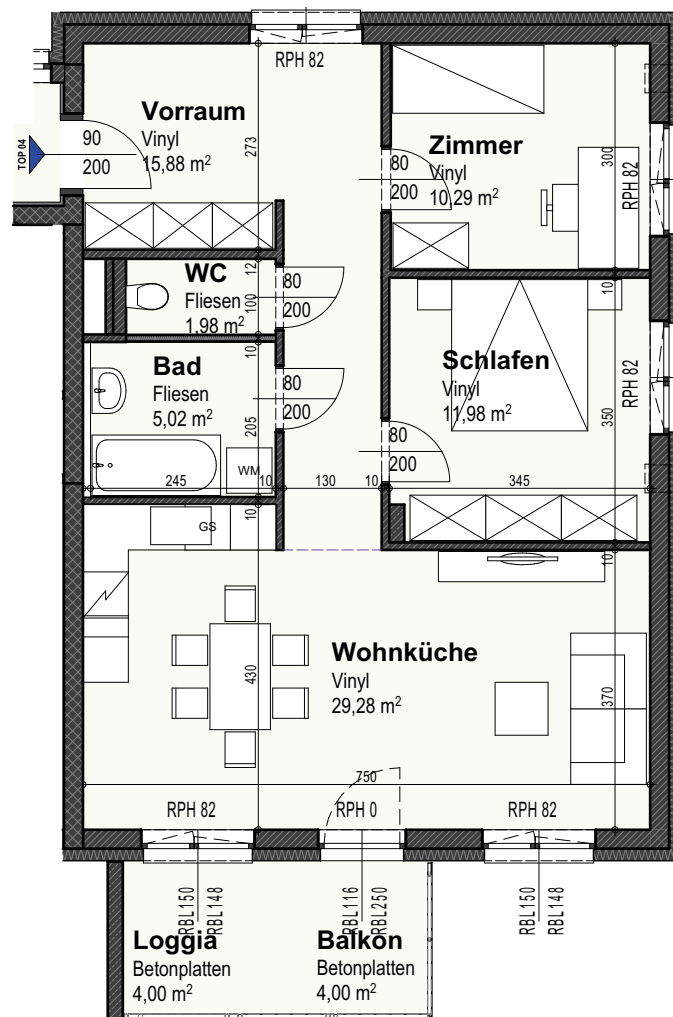 RPH 82
TOP 04
90
200
Vorraum
Vinyl
15,88 m²
273
80
200
Zimmer
Vinyl
10,29 m²
300
RPH 82
12
WC
Fliesen
1,98 m²
100
80
200
10
10
Bad
Fliesen
5,02 m²
205
80
200
Schlafen
Vinyl
11,98 m²
350
RPH 82
80
200
WM
245
10
130
10
345
10
GS
10
Wohnküche
Vinyl
29,28 m²
430
370
750
RPH 82
RPH 0
RPH 82
RBL150
RBL148
RBL116
RBL250
RBL150
RBL148
Loggia
Betonplatten
4,00 m²
Balkon
Betonplatten
4,00 m²